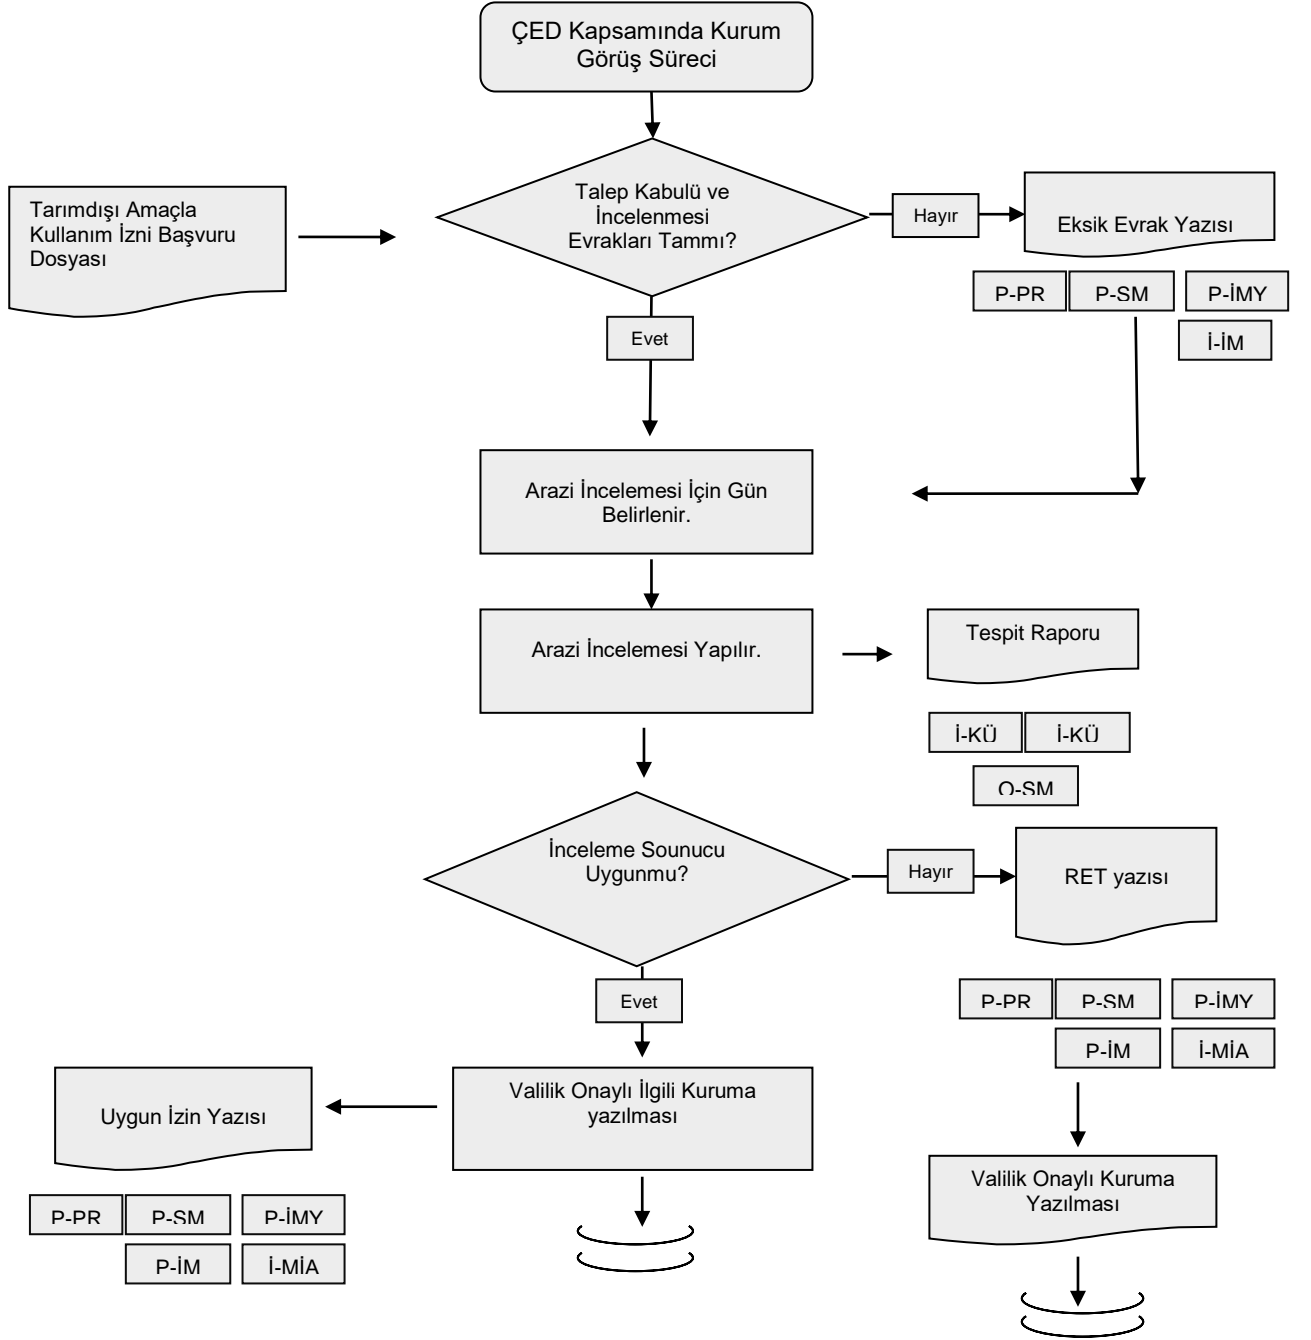 ÇED Kapsamında Kurum
Görüş Süreci
Tarımdışı Amaçla
Kullanım İzni Başvuru
Dosyası
Talep Kabulü ve
İncelenmesi
Evrakları Tammı?
Hayır
Eksik Evrak Yazısı
P-PR
P-SM
P-İMY
İ-İM
Evet
Arazi İncelemesi İçin Gün
Belirlenir.
Arazi İncelemesi Yapılır.
Tespit Raporu
İ-KÜ
İ-KÜ
O-SM
İnceleme Sounucu
Uygunmu?
Hayır
RET yazısı
Evet
P-PR
P-SM
P-İMY
P-İM
İ-MİA
Valilik Onaylı İlgili Kuruma
yazılması
Uygun İzin Yazısı
P-PR
P-SM
P-İMY
P-İM
İ-MİA
Valilik Onaylı Kuruma
Yazılması